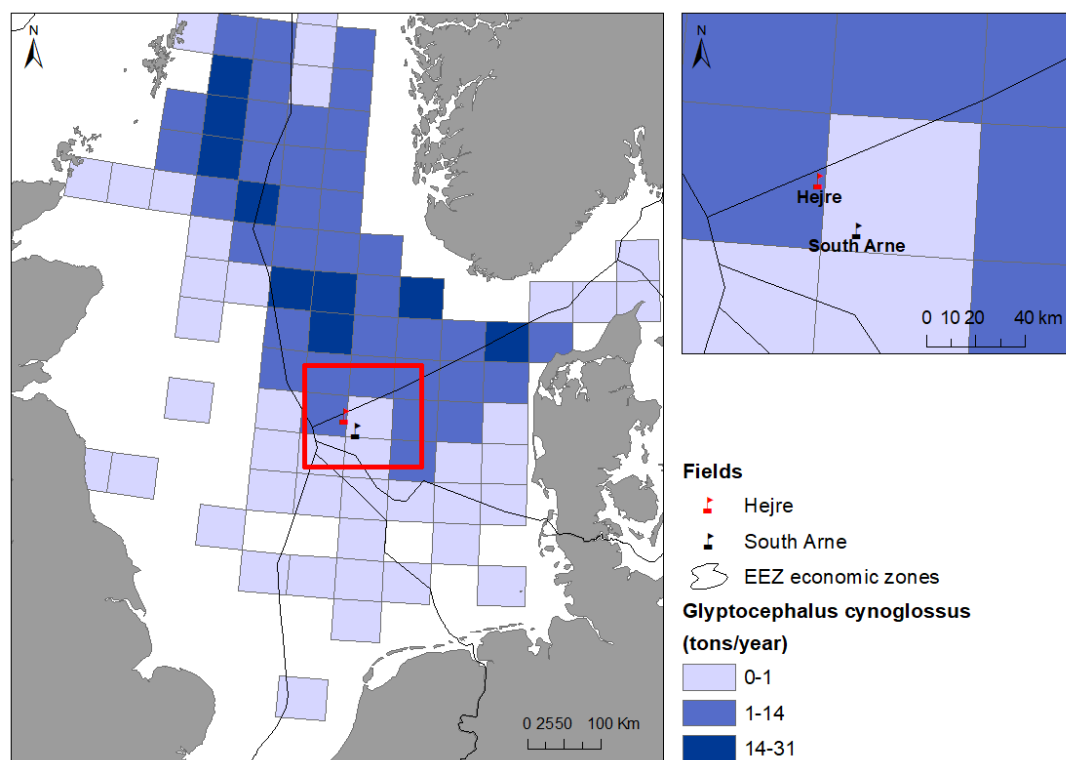 N
0 2550 100 Km
N
Hejre
South Arne
0 10 20 40 km
Fields
Hejre
South Arne
EEZ economic zones
Glyptocephalus cynoglossus
(tons/year)
0-1
1-14
14-31